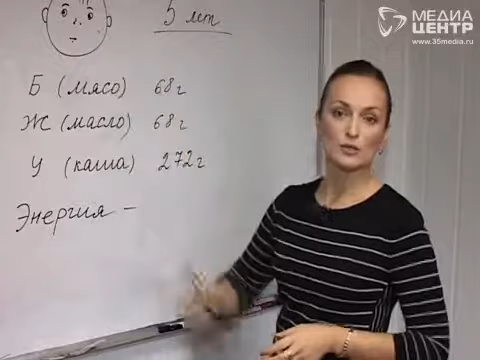 МЕДИА
ЦЕНТР
www.35media.ru
5 лет
Б (мясо) 68г
Ж (масло) 68г
У (каша) 272г
Энергия –